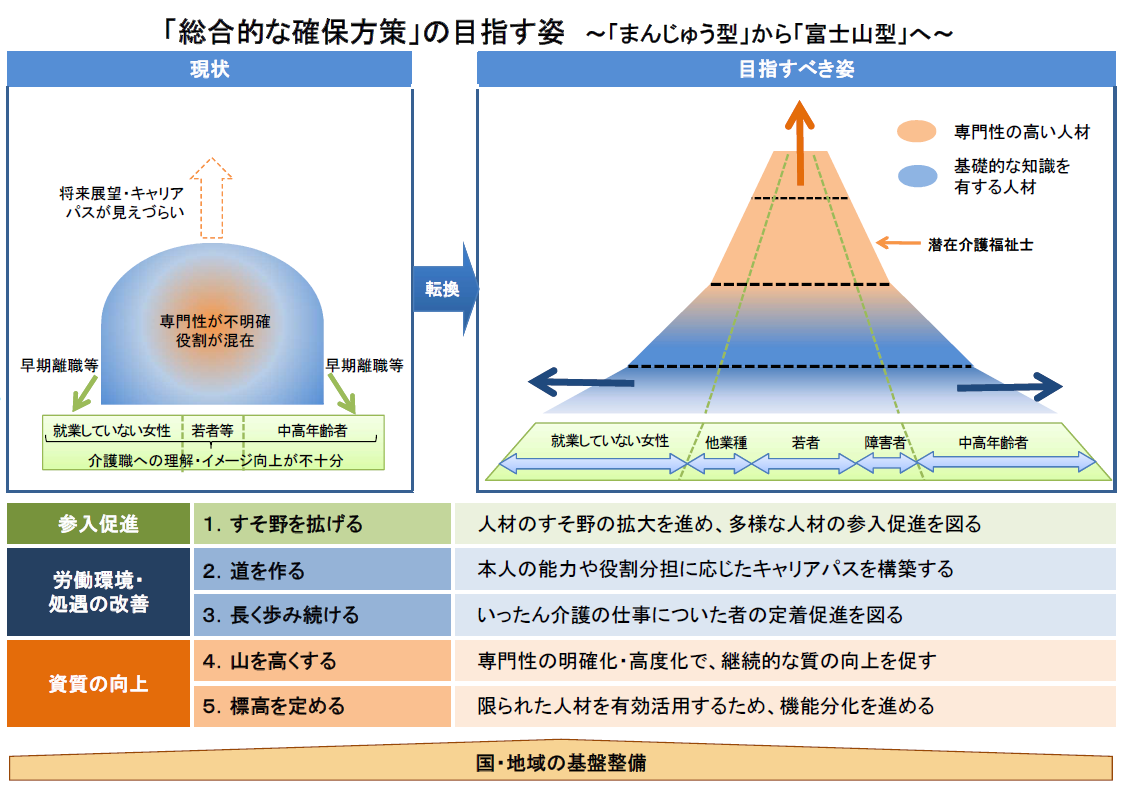 「総合的な確保方策」の目指す姿 ～「まんじゅう型」から「富士山型」へ～
現状
将来展望・キャリア
パスが見えづらい
専門性が不明確
役割が混在
早期離職等
早期離職等
就業していない女性 若者等 中高年齢者
介護職への理解・イメージ向上が不十分
転換
目指すべき姿
専門性の高い人材
基礎的な知識を
有する人材
潜在介護福祉士
就業していない女性 他業種 若者 障害者 中高年齢者
参入促進 1. すそ野を拡げる 人材のすそ野の拡大を進め、多様な人材の参入促進を図る
労働環境・
処遇の改善
2. 道を作る 本人の能力や役割分担に応じたキャリアパスを構築する
3. 長く歩み続ける いったん介護の仕事についた者の定着促進を図る
資質の向上
4. 山を高くする 専門性の明確化・高度化で、継続的な質の向上を促す
5. 標高を定める 限られた人材を有効活用するため、機能分化を進める
国・地域の基盤整備